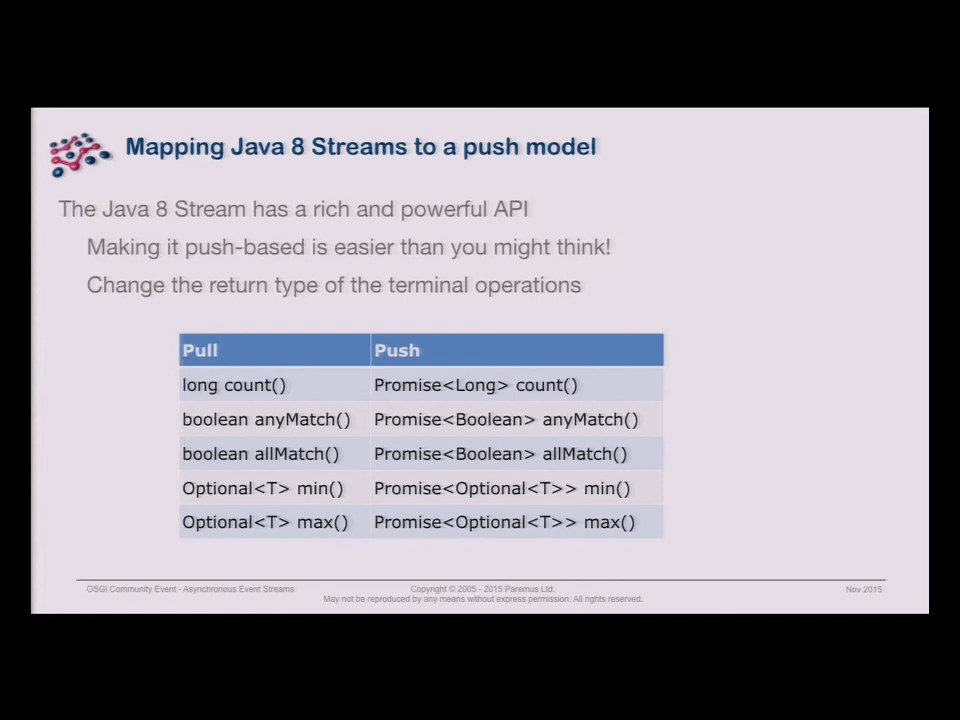 Mapping Java 8 Streams to a push model
The Java 8 Stream has a rich and powerful API
Making it push-based is easier than you might think!
Change the return type of the terminal operations
Pull Push
long count() Promise<Long> count()
boolean anyMatch() Promise<Boolean> anyMatch()
boolean allMatch() Promise<Boolean> allMatch()
Optional<T> min() Promise<Optional<T>> min()
Optional<T> max() Promise<Optional<T>> max()
OSGi Community Event - Asynchronous Event Streams Copyright © 2005 - 2015 Paremus Ltd. Nov 2015
May not be reproduced by any means without express permission. All rights reserved.